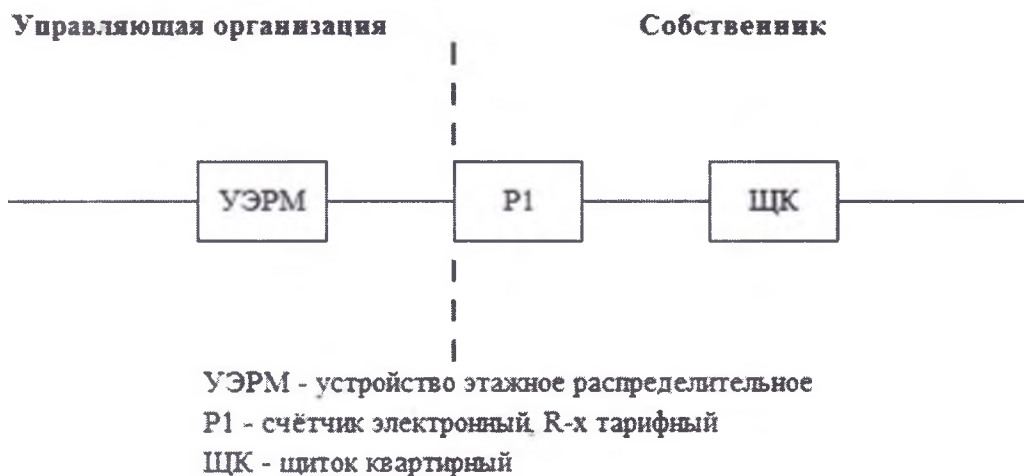 Управляющая организация
Собственник
УЭРМ
Р1
ЩК
УЭРМ - устройство этажное распределительное
Р1 - счётчик электронный, R-х тарифный
ЩК - щиток квартирный